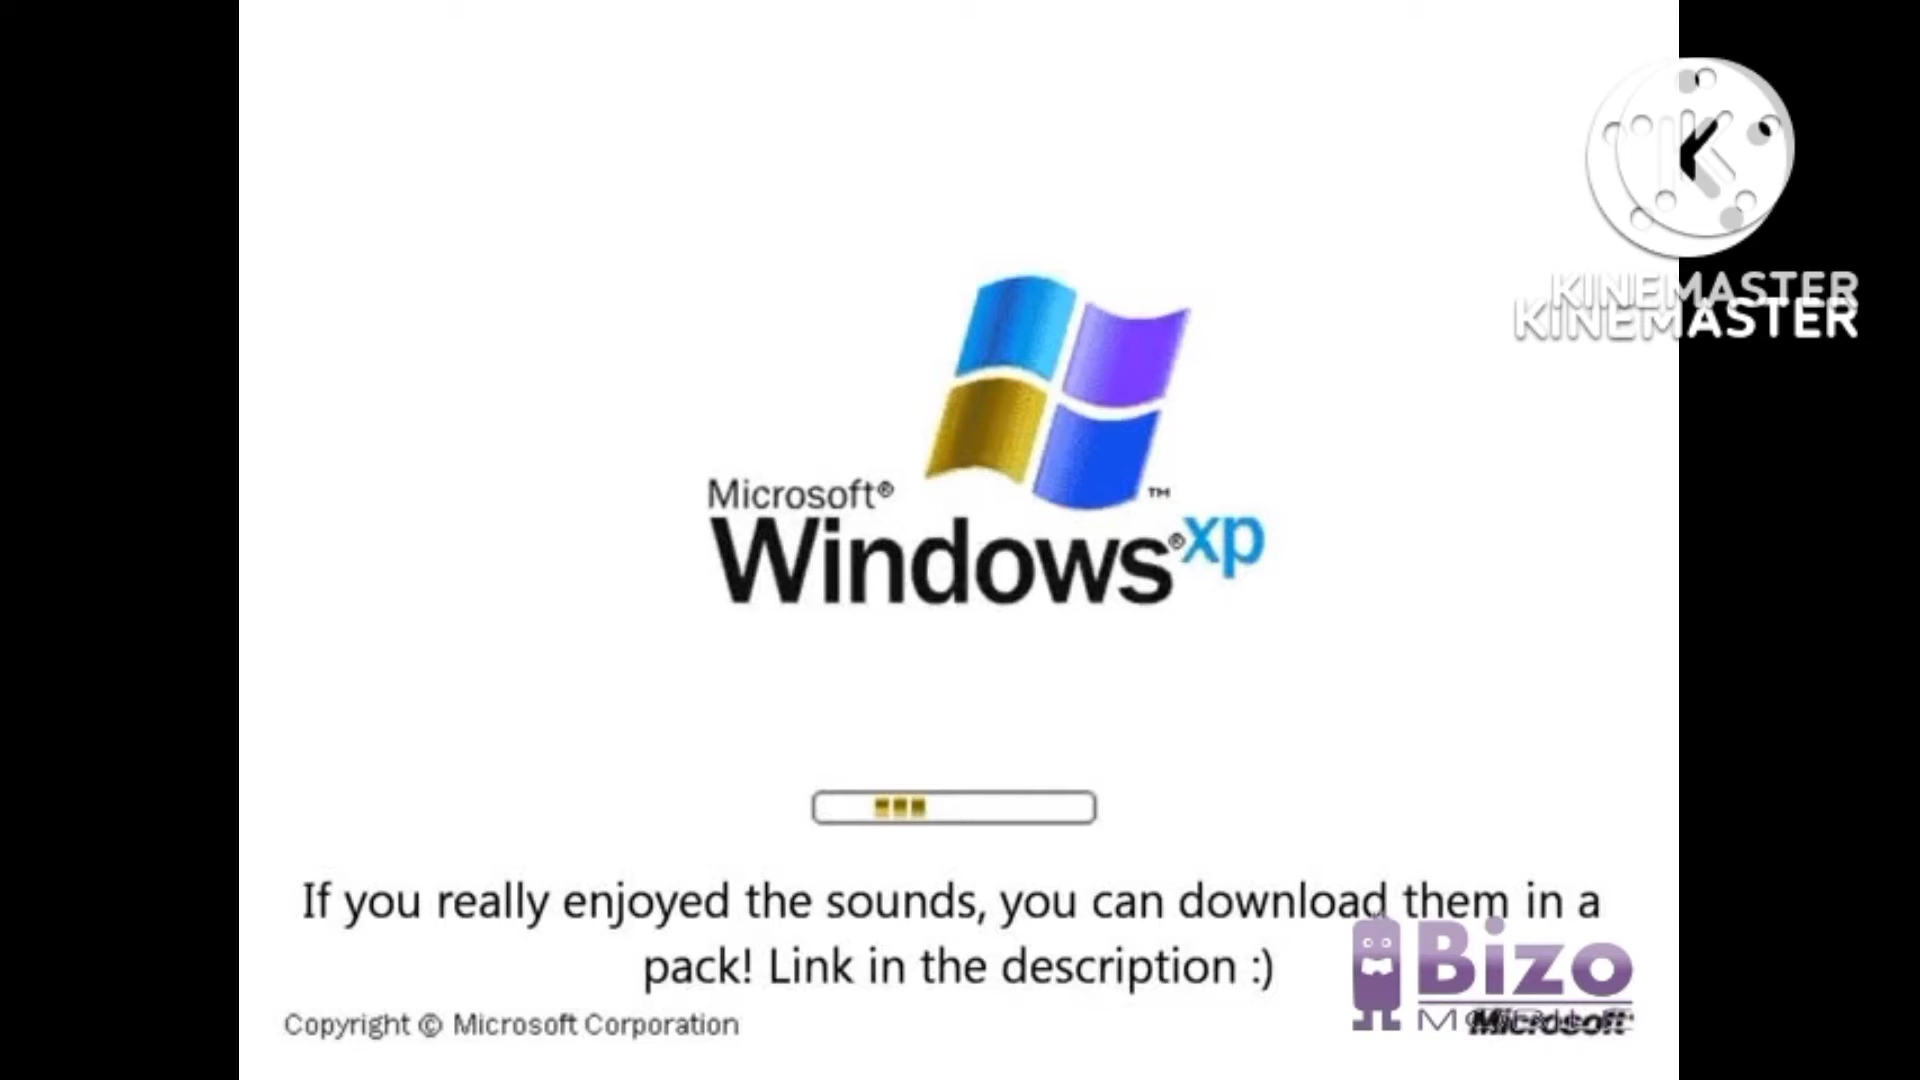 KINEMASTER
KINEMASTER
Microsoft®
Windows®xp
™
If you really enjoyed the sounds, you can download them in a
pack! Link in the description :)
Bizo
Copyright © Microsoft Corporation
Microsoft